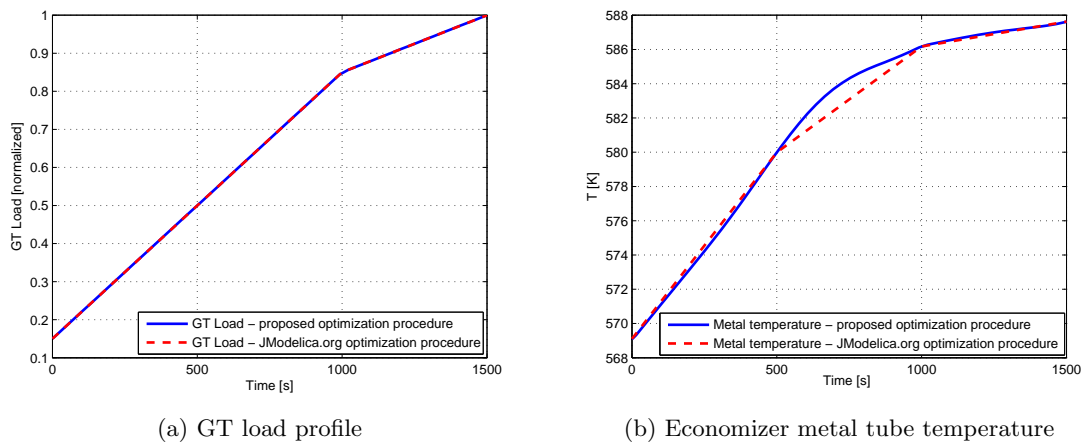 1
0.9
0.8
0.7
0.6
0.5
0.4
0.3
0.2
0.1
GT Load [normalized]
GT Load − proposed optimization procedure
GT Load − JModelica.org optimization procedure
0
500
1000
1500
Time [s]
(a) GT load profile
588
586
584
582
580
578
576
574
572
570
568
T [K]
Metal temperature − proposed optimization procedure
Metal temperature − JModelica.org optimization procedure
0
500
1000
1500
Time [s]
(b) Economizer metal tube temperature